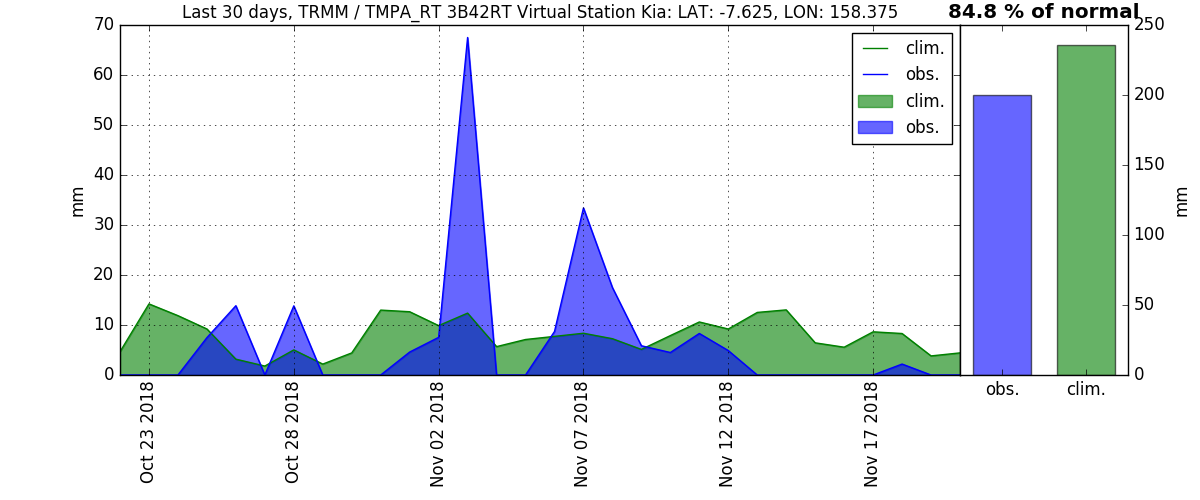 Last 30 days, TRMM / TMPA_RT 3B42RT Virtual Station Kia: LAT: -7.625, LON: 158.375
84.8 % of normal
70
60
50
40
30
20
10
0
mm
clim.
obs.
clim.
obs.
250
200
150
100
50
0
mm
obs.
clim.
Oct 23 2018
Oct 28 2018
Nov 02 2018
Nov 07 2018
Nov 12 2018
Nov 17 2018